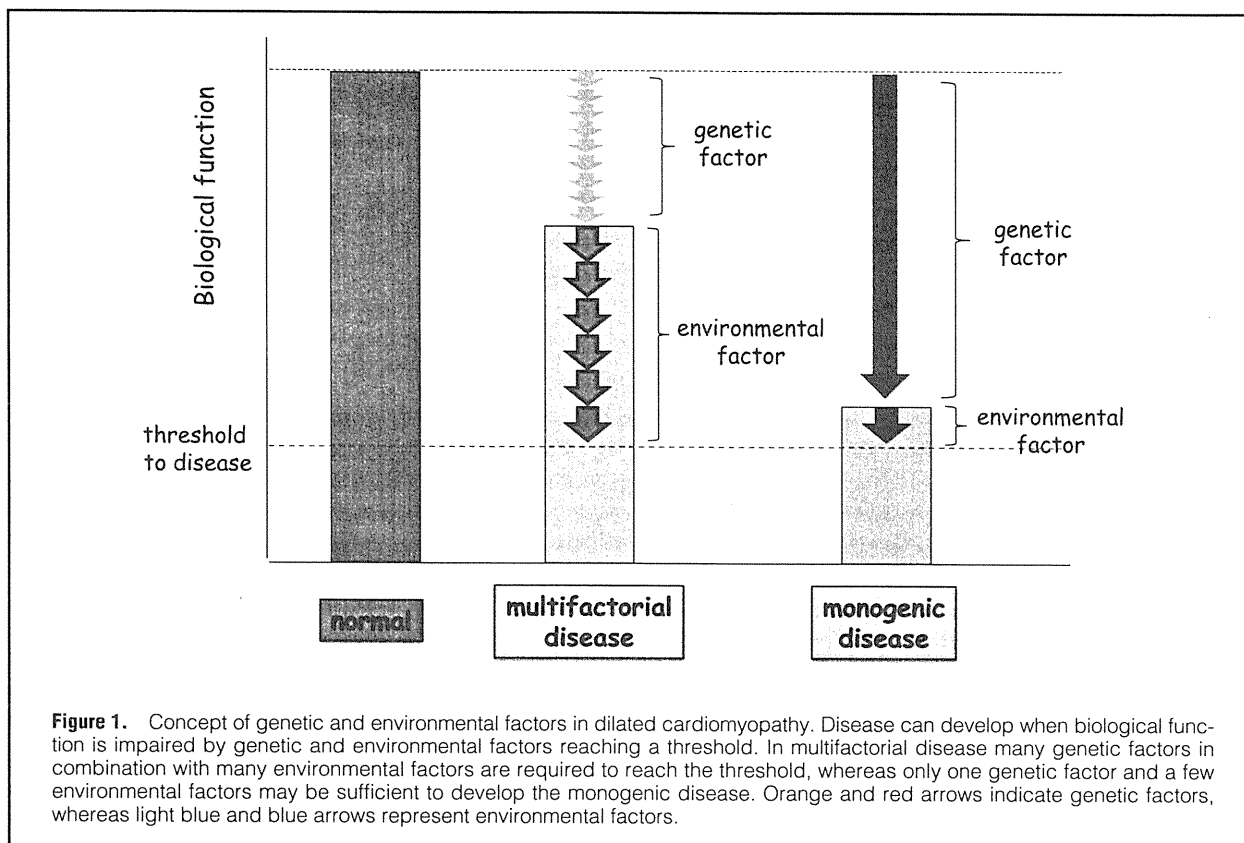 Biological function
genetic
factor
genetic
factor
environmental
factor
environmental
factor
threshold
to disease
normal
multifactorial
disease
monogenic
disease
Figure 1. Concept of genetic and environmental factors in dilated cardiomyopathy. Disease can develop when biological func-
tion is impaired by genetic and environmental factors reaching a threshold. In multifactorial disease many genetic factors in
combination with many environmental factors are required to reach the threshold, whereas only one genetic factor and a few
environmental factors may be sufficient to develop the monogenic disease. Orange and red arrows indicate genetic factors,
whereas light blue and blue arrows represent environmental factors.